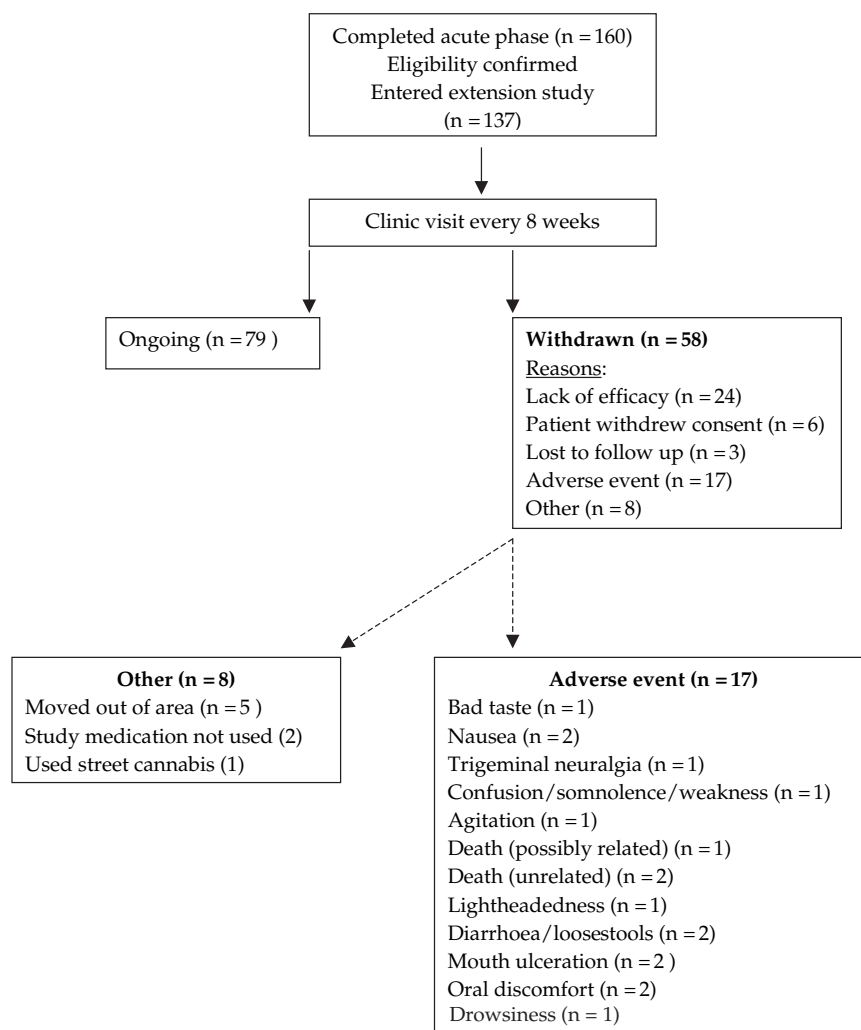 Completed acute phase (n = 160)
Eligibility confirmed
Entered extension study
(n = 137)
Clinic visit every 8 weeks
Ongoing (n = 79 )
Withdrawn (n = 58)
Reasons:
Lack of efficacy (n = 24)
Patient withdrew consent (n = 6)
Lost to follow up (n = 3)
Adverse event (n = 17)
Other (n = 8)
Other (n = 8)
Moved out of area (n = 5 )
Study medication not used (2)
Used street cannabis (1)
Adverse event (n = 17)
Bad taste (n = 1)
Nausea (n = 2)
Trigeminal neuralgia (n = 1)
Confusion/somnolence/weakness (n = 1)
Agitation (n = 1)
Death (possibly related) (n = 1)
Death (unrelated) (n = 2)
Lightheadedness (n = 1)
Diarrhoea/loosestools (n = 2)
Mouth ulceration (n = 2 )
Oral discomfort (n = 2)
Drowsiness (n = 1)